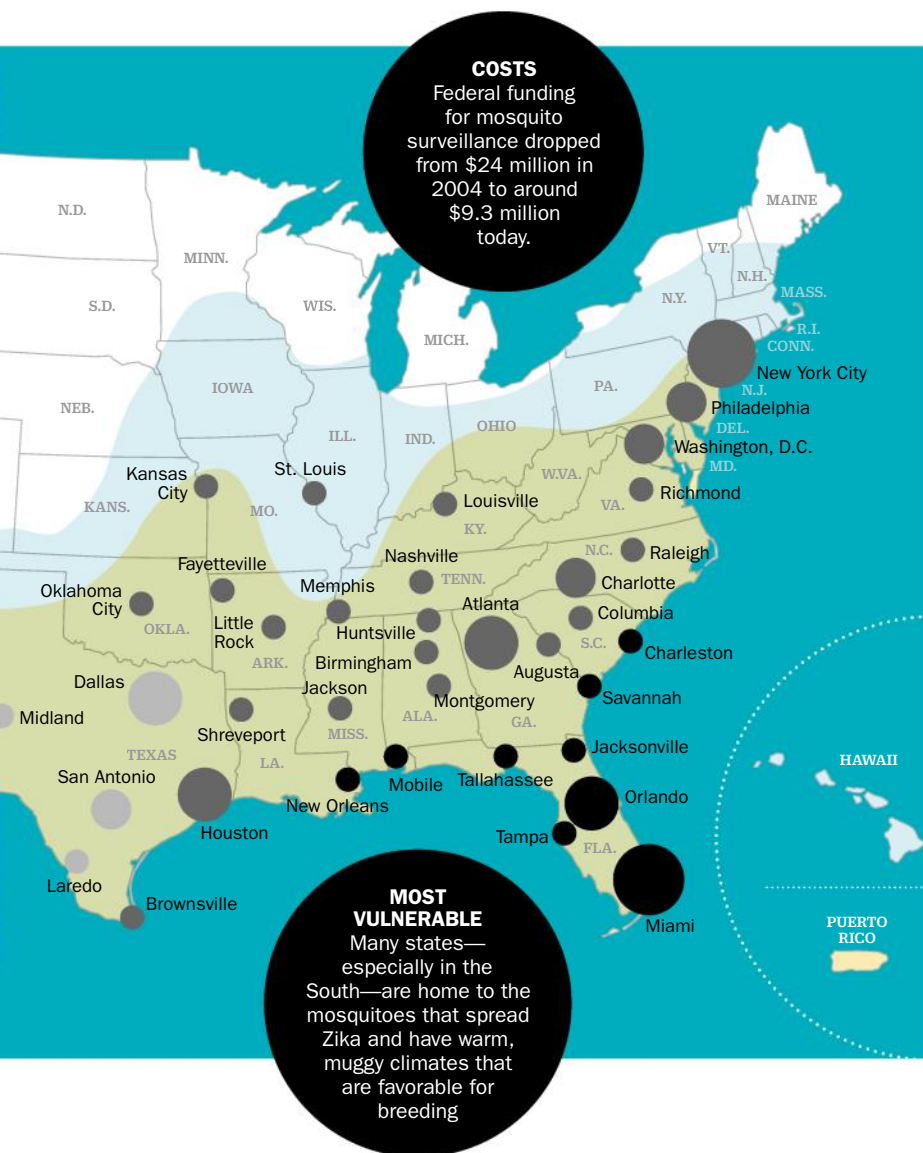 COSTS
Federal funding
for mosquito
surveillance dropped
from $24 million in
2004 to around
$9.3 million
today.
N.D.
MINN.
MAINE
VT.
N.H.
S.D.
WIS.
N.Y.
MASS.
MICH.
R.I.
CONN.
New York City
NEB.
IOWA
PA.
N.J.
Philadelphia
ILL.
IND.
OHIO
DEL.
Washington, D.C.
Kansas
City
St. Louis
W.VA.
MD.
KANS.
MO.
Louisville
VA.
Richmond
KY.
Fayetteville
Nashville
N.C.
Raleigh
Oklahoma
City
Memphis
TENN.
Charlotte
OKLA.
Little
Rock
Huntsville
Atlanta
Columbia
ARK.
Birmingham
S.C.
Charleston
Dallas
Jackson
Augusta
Montgomery
Savannah
Midland
Shreveport
MISS.
ALA.
GA.
TEXAS
LA.
Jacksonville
San Antonio
New Orleans
Mobile
Tallahassee
HAWAII
Houston
Orlando
Tampa
FLA.
Laredo
Brownsville
Miami
PUERTO
RICO
MOST
VULNERABLE
Many states—
especially in the
South—are home to the
mosquitoes that spread
Zika and have warm,
muggy climates that
are favorable for
breeding